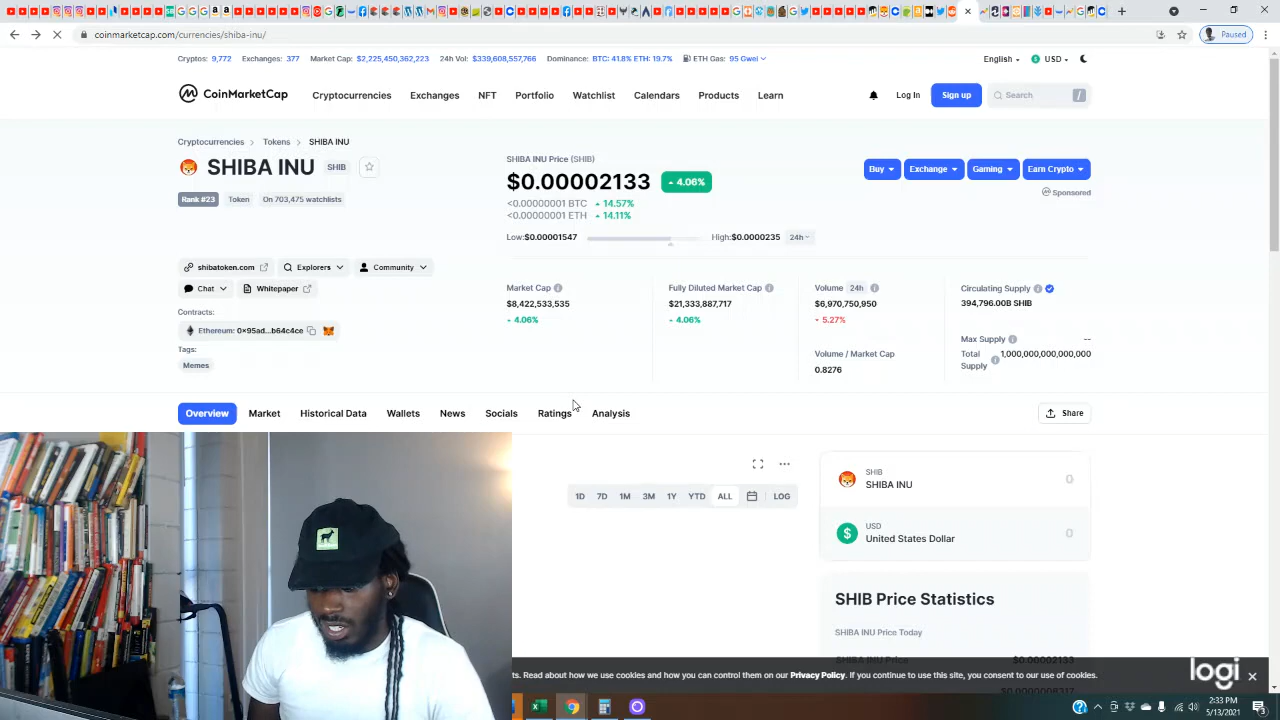 coinmarketcap.com/currencies/shiba-inu/
Paused
Cryptos: 9,772 Exchanges: 377 Market Cap: $2,225,450,362,223 24h Vol: $339,608,557,766 Dominance: BTC: 41.8% ETH: 19.7% ETH Gas: 95 Gwei English USD
CoinMarketCap Cryptocurrencies Exchanges NFT Portfolio Watchlist Calendars Products Learn Log In Sign up Search /
Cryptocurrencies > Tokens > SHIBA INU
SHIBA INU SHIB
Rank #23 Token On 703,475 watchlists
SHIBA INU Price (SHIB)
$0.00002133 4.06%
<0.00000001 BTC 14.57%
<0.00000001 ETH 14.11%
Low:$0.00001547 High:$0.0000235 24h
Buy Exchange Gaming Earn Crypto
Sponsored
shibatoken.com Explorers Community
Chat Whitepaper
Contracts:
Ethereum: 0x95ad...b64c4ce
Tags:
Memes
Market Cap
$8,422,533,535
4.06%
Fully Diluted Market Cap
$21,333,887,717
4.06%
Volume 24h
$6,970,750,950
5.27%
Volume / Market Cap
0.8276
Circulating Supply
394,796.00B SHIB
Max Supply --
Total Supply 1,000,000,000,000,000
Overview Market Historical Data Wallets News Socials Ratings Analysis Share
1D 7D 1M 3M 1Y YTD ALL LOG
SHIB
SHIBA INU 0
USD
United States Dollar 0
SHIB Price Statistics
SHIBA INU Price Today
SHIBA INU Price $0.00002133
ts. Read about how we use cookies and how you can control them on our Privacy Policy. If you continue to use this site, you consent to our use of cookies.
logi
2:33 PM
5/13/2021